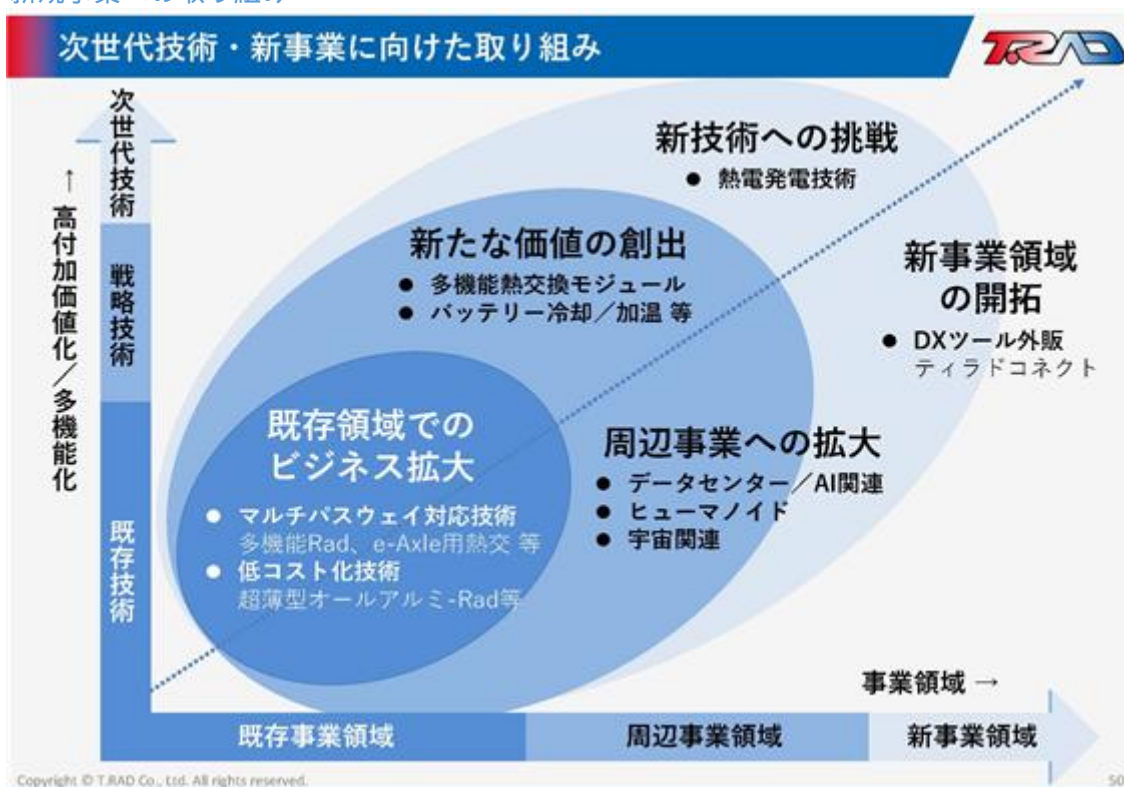 次世代技術・新事業に向けた取り組み
T.RAD
次世代技術
戦略技術
既存技術
↑ 高付加価値化／多機能化
新技術への挑戦
● 熱電発電技術
新たな価値の創出
● 多機能熱交換モジュール
● バッテリー冷却／加温 等
新事業領域
の開拓
● DXツール外販
ティラドコネクト
既存領域での
ビジネス拡大
● マルチパスウェイ対応技術
多機能Rad、e-Axle用熱交 等
● 低コスト化技術
超薄型オールアルミ-Rad等
周辺事業への拡大
● データセンター／AI関連
● ヒューマノイド
● 宇宙関連
事業領域 →
既存事業領域
周辺事業領域
新事業領域
Copyright © T.RAD Co., Ltd. All rights reserved.
50